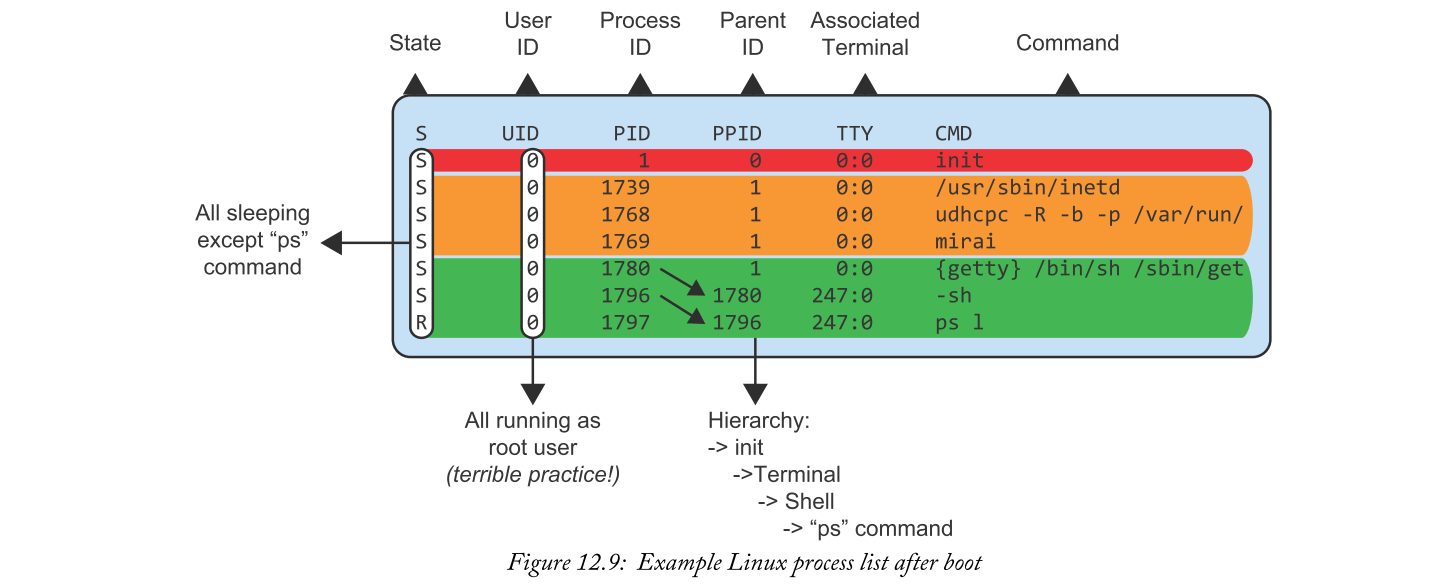 State
User
ID
Process
ID
Parent
ID
Associated
Terminal
Command
S UID PID PPID TTY CMD
S 0 1 0 0:0 init
S 0 1739 1 0:0 /usr/sbin/inetd
S 0 1768 1 0:0 udhcpc -R -b -p /var/run/
S 0 1769 1 0:0 mirai
S 0 1780 1 0:0 {getty} /bin/sh /sbin/get
S 0 1796 1780 247:0 -sh
R 0 1797 1796 247:0 ps l
All sleeping
except “ps”
command
All running as
root user
(terrible practice!)
Hierarchy:
-> init
->Terminal
-> Shell
-> “ps” command
Figure 12.9: Example Linux process list after boot